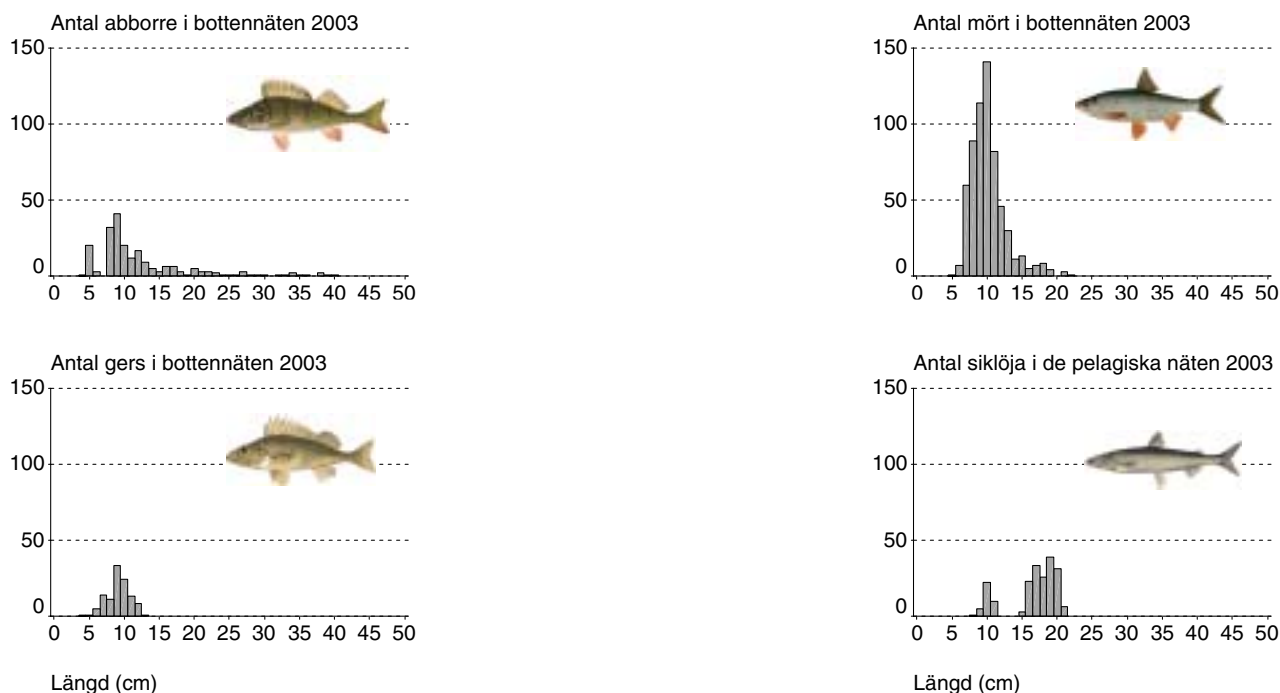 Antal abborre i bottennäten 2003
150
100
50
0
0 5 10 15 20 25 30 35 40 45 50
Antal mört i bottennäten 2003
150
100
50
0
0 5 10 15 20 25 30 35 40 45 50
Antal gers i bottennäten 2003
150
100
50
0
0 5 10 15 20 25 30 35 40 45 50
Längd (cm)
Antal siklöja i de pelagiska näten 2003
150
100
50
0
0 5 10 15 20 25 30 35 40 45 50
Längd (cm)